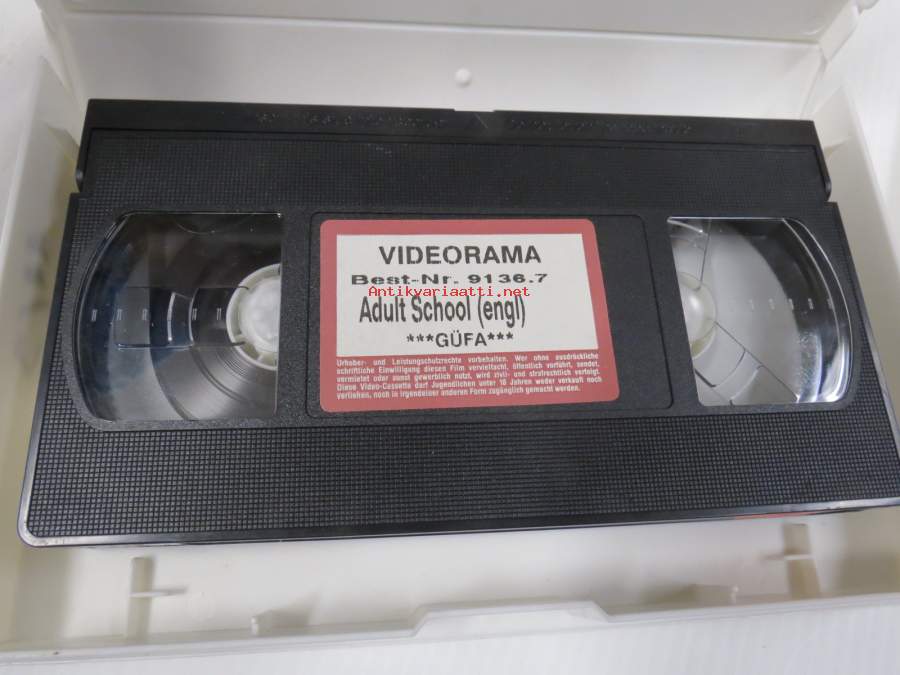 VIDEORAMA
Best-Nr. 9136.7
Antikvariaatti.net
Adult School (engl)
***GÜFA***
Urheber- und Leistungsschutzrechte vorbehalten. Wer ohne ausdrückliche
schriftliche Einwilligung diesen Film vervielfacht, öffentlich vorführt, sendet,
vermietet oder sonst gewerblich nutzt, wird zivil- und strafrechtlich verfolgt.
Diese Video-Cassette darf Jugendlichen unter 18 Jahren weder verkauft noch
verliehen, noch in irgendeiner anderen Form zugänglich gemacht werden.